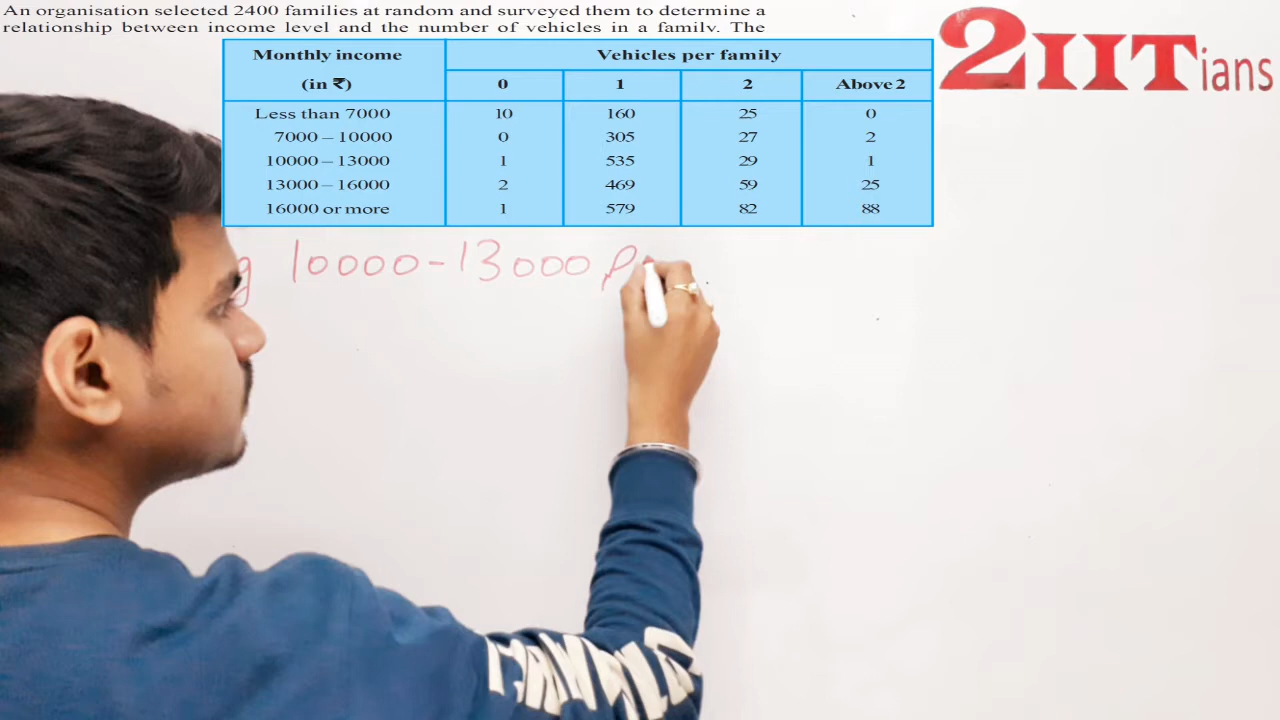 An organisation selected 2400 families at random and surveyed them to determine a
relationship between income level and the number of vehicles in a family. The
2IITians
Monthly income (in ₹) Vehicles per family
0 1 2 Above 2
Less than 7000 10 160 25 0
7000 – 10000 0 305 27 2
10000 – 13000 1 535 29 1
13000 – 16000 2 469 59 25
16000 or more 1 579 82 88
10000-13000